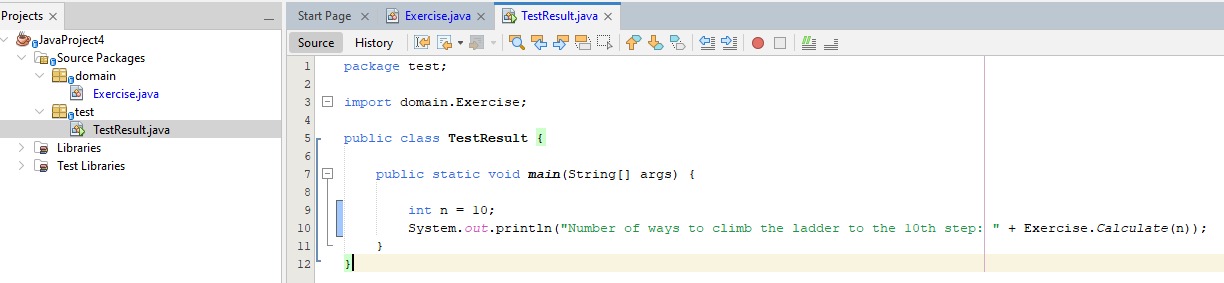 Projects
JavaProject4
Source Packages
domain
Exercise.java
test
TestResult.java
Libraries
Test Libraries
Start Page Exercise.java TestResult.java
Source History
1 package test;
2
3 import domain.Exercise;
4
5 public class TestResult {
6
7 public static void main(String[] args) {
8
9 int n = 10;
10 System.out.println("Number of ways to climb the ladder to the 10th step: " + Exercise.Calculate(n));
11 }
12 }